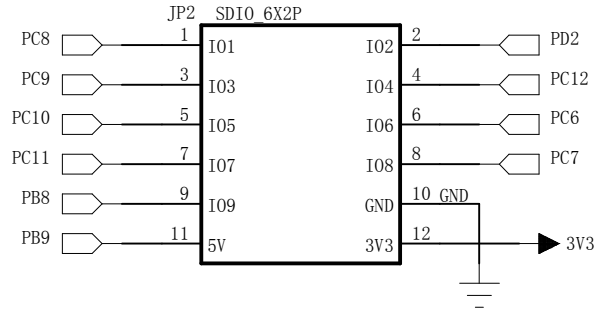 JP2 SDIO_6X2P
PC8 1 IO1 IO2 2 PD2
PC9 3 IO3 IO4 4 PC12
PC10 5 IO5 IO6 6 PC6
PC11 7 IO7 IO8 8 PC7
PB8 9 IO9 GND 10 GND
PB9 11 5V 3V3 12 3V3